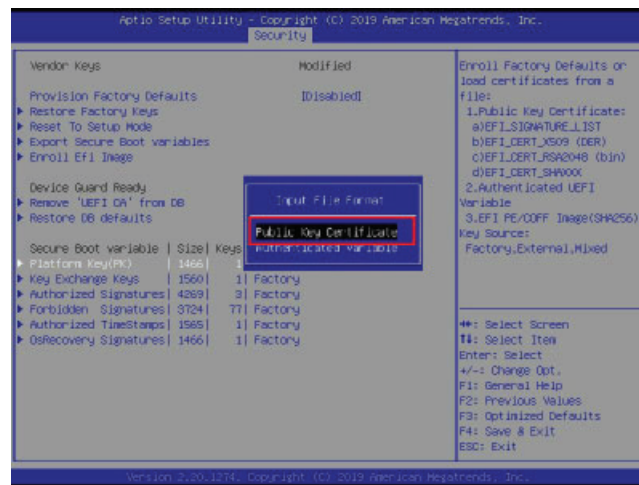 Aptio Setup Utility - Copyright (C) 2019 American Megatrends, Inc.
Security
Vendor Keys Modified
Provision Factory Defaults [Disabled]
Restore Factory Keys
Reset To Setup Mode
Export Secure Boot variables
Enroll Efi Image
Device Guard Ready
Remove 'UEFI CA' from DB
Restore DB defaults
Secure Boot variable | Size| Keys
Platform Key(PK) | 1466| 1
Key Exchange Keys | 1560| 1| Factory
Authorized Signatures| 4269| 3| Factory
Forbidden Signatures| 3724| 77| Factory
Authorized TimeStamps| 1565| 1| Factory
OsRecovery Signatures| 1466| 1| Factory
Input File Format
Public Key Certificate
Authenticated Variable
Enroll Factory Defaults or
load certificates from a
file:
1.Public Key Certificate:
a)EFI_SIGNATURE_LIST
b)EFI_CERT_X509 (DER)
c)EFI_CERT_RSA2048 (bin)
d)EFI_CERT_SHAXXX
2.Authenticated UEFI
Variable
3.EFI PE/COFF Image(SHA256)
Key Source:
Factory,External,Mixed
↔: Select Screen
↑↓: Select Item
Enter: Select
+/-: Change Opt.
F1: General Help
F2: Previous Values
F3: Optimized Defaults
F4: Save & Exit
ESC: Exit
Version 2.20.1274. Copyright (C) 2019 American Megatrends, Inc.